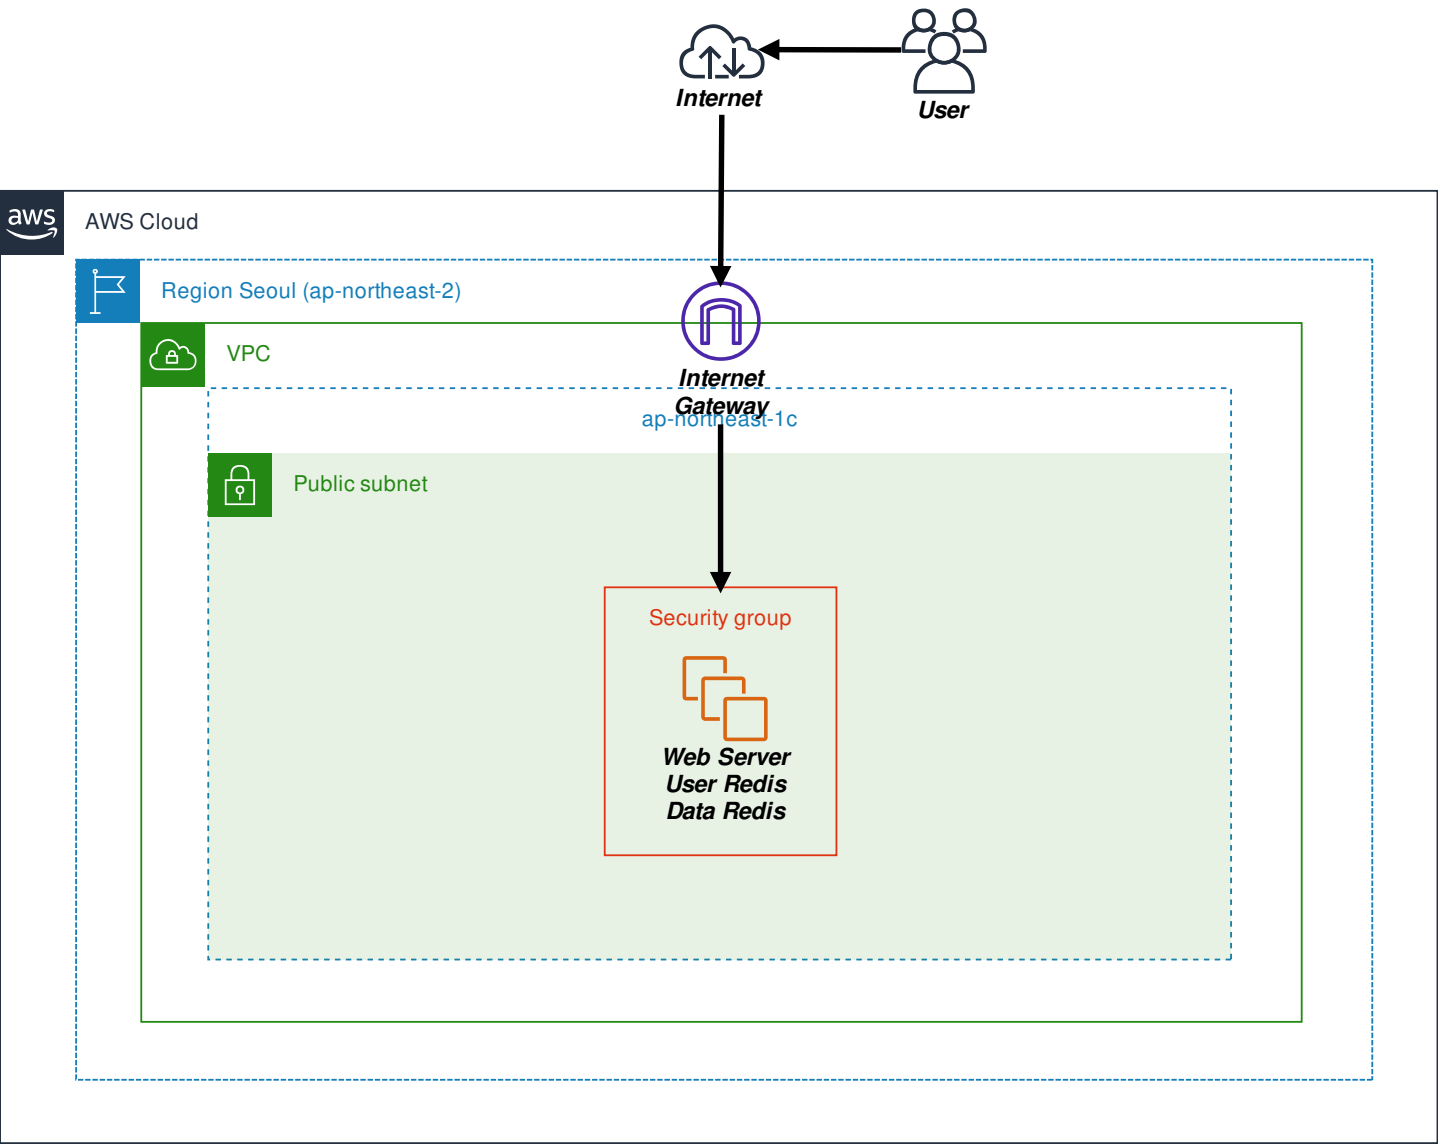 Internet
User
aws
AWS Cloud
Region Seoul (ap-northeast-2)
VPC
Internet
Gateway
ap-northeast-1c
Public subnet
Security group
Web Server
User Redis
Data Redis